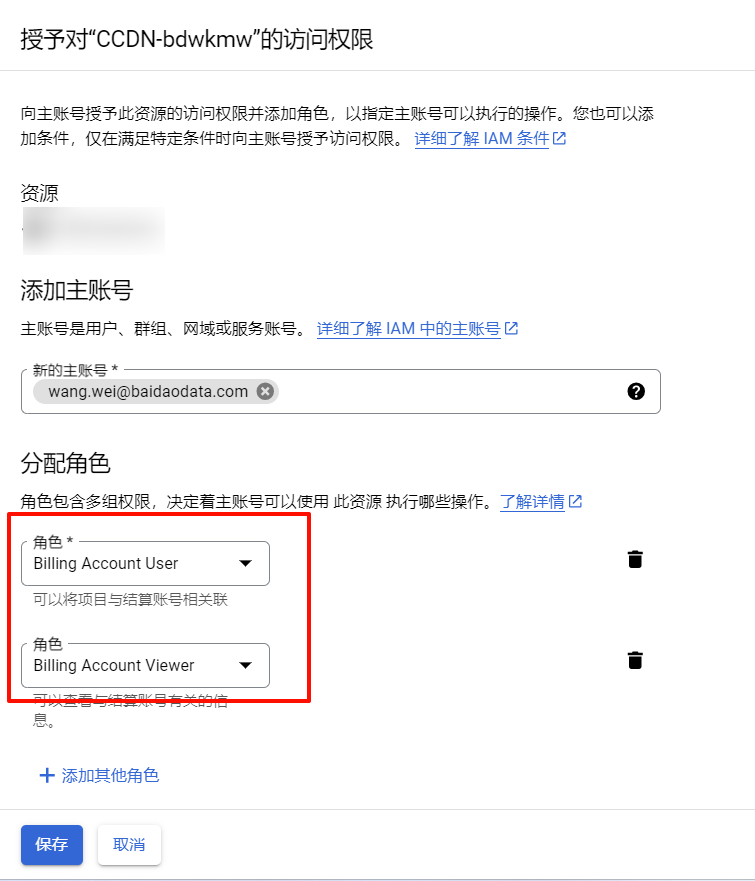 授予对“CCDN-bdwkmw”的访问权限
向主账号授予此资源的访问权限并添加角色，以指定主账号可以执行的操作。您也可以添
加条件，仅在满足特定条件时向主账号授予访问权限。 详细了解 IAM 条件
资源
添加主账号
主账号是用户、群组、网域或服务账号。 详细了解 IAM 中的主账号
新的主账号 *
wang.wei@baidaodata.com
分配角色
角色包含多组权限，决定着主账号可以使用 此资源 执行哪些操作。 了解详情
角色 *
Billing Account User
可以将项目与结算账号相关联
角色
Billing Account Viewer
可以查看与结算账号有关的信
息。
添加其他角色
保存 取消